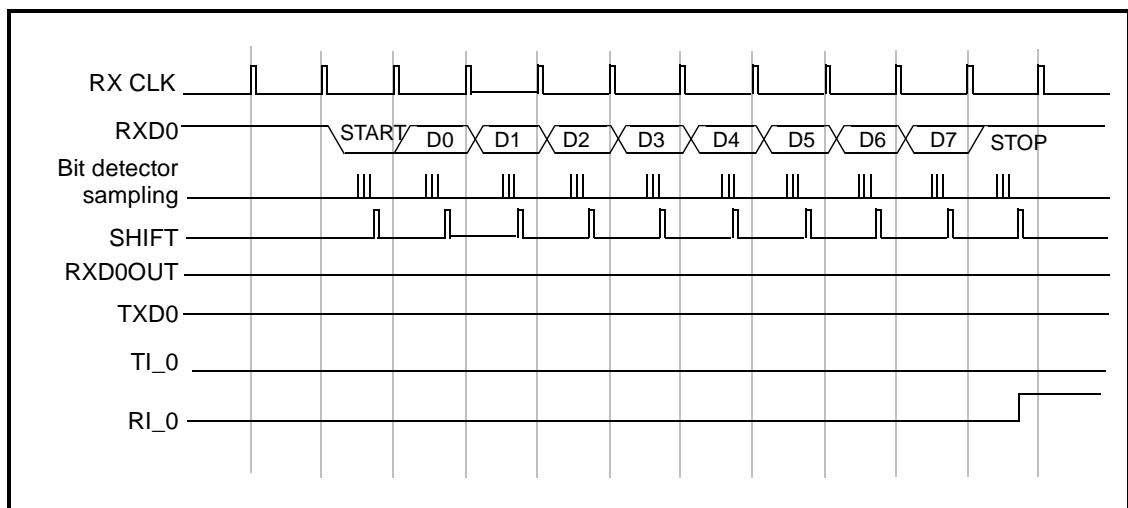 RX CLK
RXD0
START D0 D1 D2 D3 D4 D5 D6 D7 STOP
Bit detector
sampling
SHIFT
RXD0OUT
TXD0
TI_0
RI_0